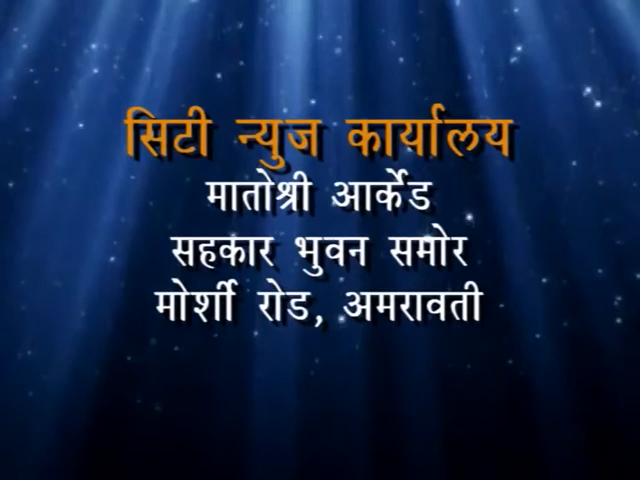 सिटी न्युज कार्यालय
मातोश्री आर्केड
सहकार भुवन समोर
मोर्शी रोड, अमरावती